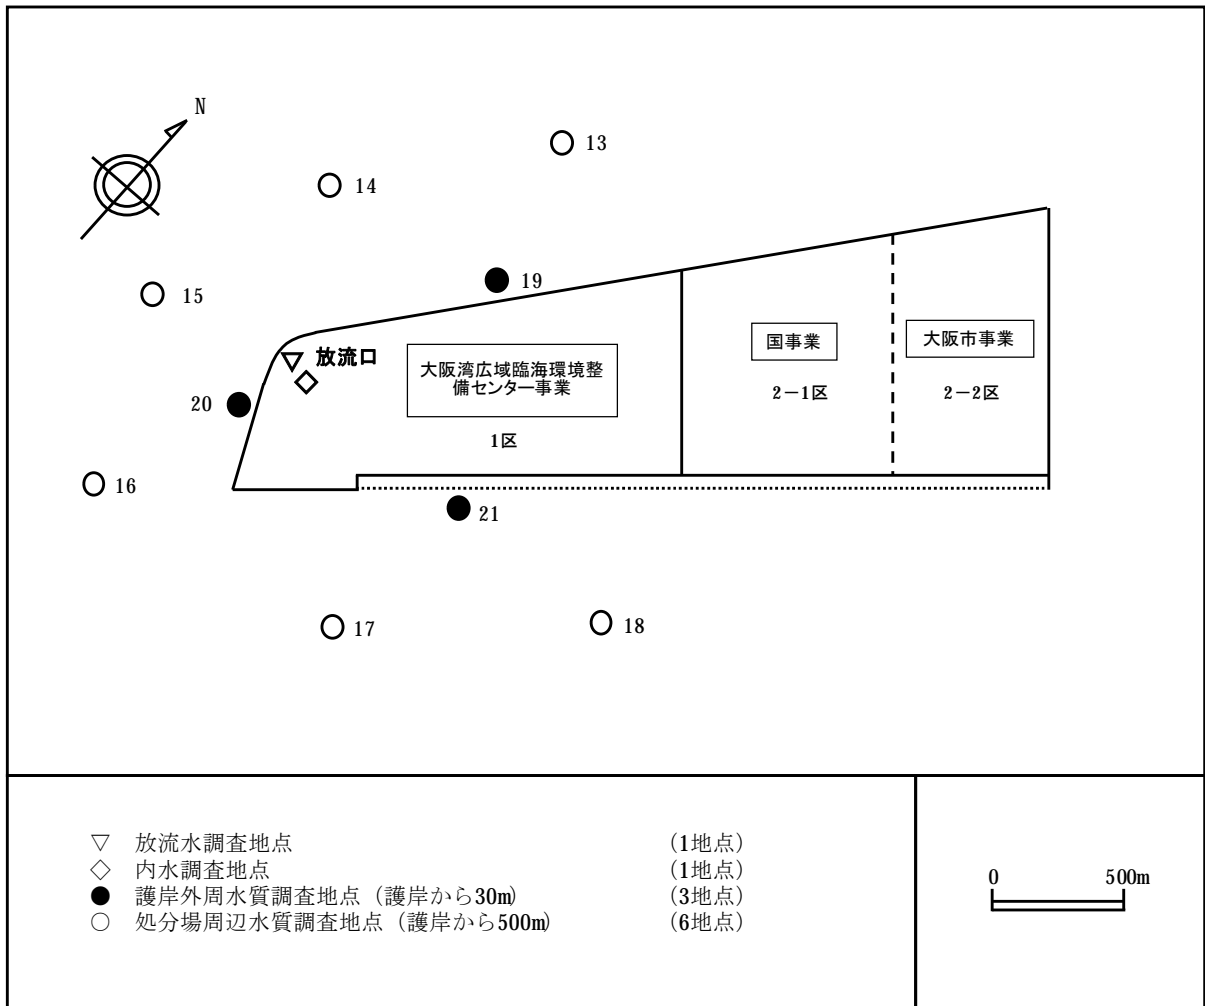 N
13
14
15
19
放流口
大阪湾広域臨海環境整
備センター事業
1区
国事業
2－1区
大阪市事業
2－2区
20
16
21
17
18
▽ 放流水調査地点 (1地点)
◇ 内水調査地点 (1地点)
● 護岸外周水質調査地点（護岸から30m) (3地点)
○ 処分場周辺水質調査地点（護岸から500m) (6地点)
0 500m